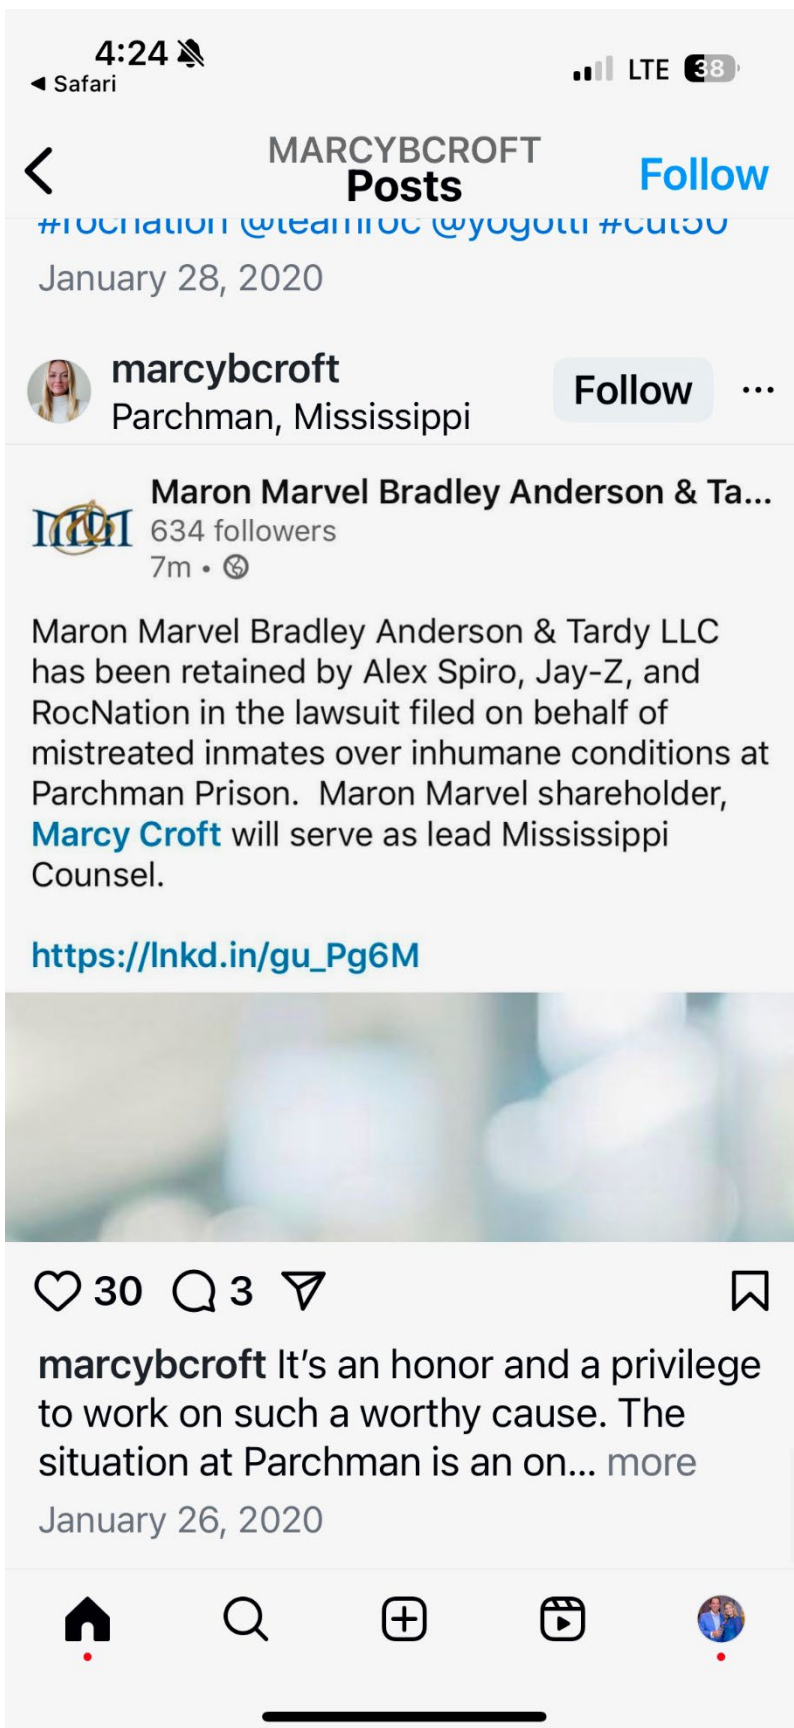 4:24
◀ Safari
LTE 38
MARCYBCROFT
Posts
Follow
#rocnation @teamroc @yogotti #cut50
January 28, 2020
marcybcroft
Parchman, Mississippi
Follow
Maron Marvel Bradley Anderson & Ta...
634 followers
7m •
Maron Marvel Bradley Anderson & Tardy LLC
has been retained by Alex Spiro, Jay-Z, and
RocNation in the lawsuit filed on behalf of
mistreated inmates over inhumane conditions at
Parchman Prison.  Maron Marvel shareholder,
Marcy Croft will serve as lead Mississippi
Counsel.
https://lnkd.in/gu_Pg6M
30 3
marcybcroft It’s an honor and a privilege
to work on such a worthy cause. The
situation at Parchman is an on... more
January 26, 2020